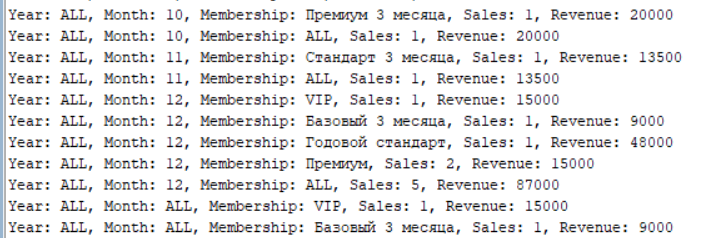 Year: ALL, Month: 10, Membership: Премиум 3 месяца, Sales: 1, Revenue: 20000
Year: ALL, Month: 10, Membership: ALL, Sales: 1, Revenue: 20000
Year: ALL, Month: 11, Membership: Стандарт 3 месяца, Sales: 1, Revenue: 13500
Year: ALL, Month: 11, Membership: ALL, Sales: 1, Revenue: 13500
Year: ALL, Month: 12, Membership: VIP, Sales: 1, Revenue: 15000
Year: ALL, Month: 12, Membership: Базовый 3 месяца, Sales: 1, Revenue: 9000
Year: ALL, Month: 12, Membership: Годовой стандарт, Sales: 1, Revenue: 48000
Year: ALL, Month: 12, Membership: Премиум, Sales: 2, Revenue: 15000
Year: ALL, Month: 12, Membership: ALL, Sales: 5, Revenue: 87000
Year: ALL, Month: ALL, Membership: VIP, Sales: 1, Revenue: 15000
Year: ALL, Month: ALL, Membership: Базовый 3 месяца, Sales: 1, Revenue: 9000